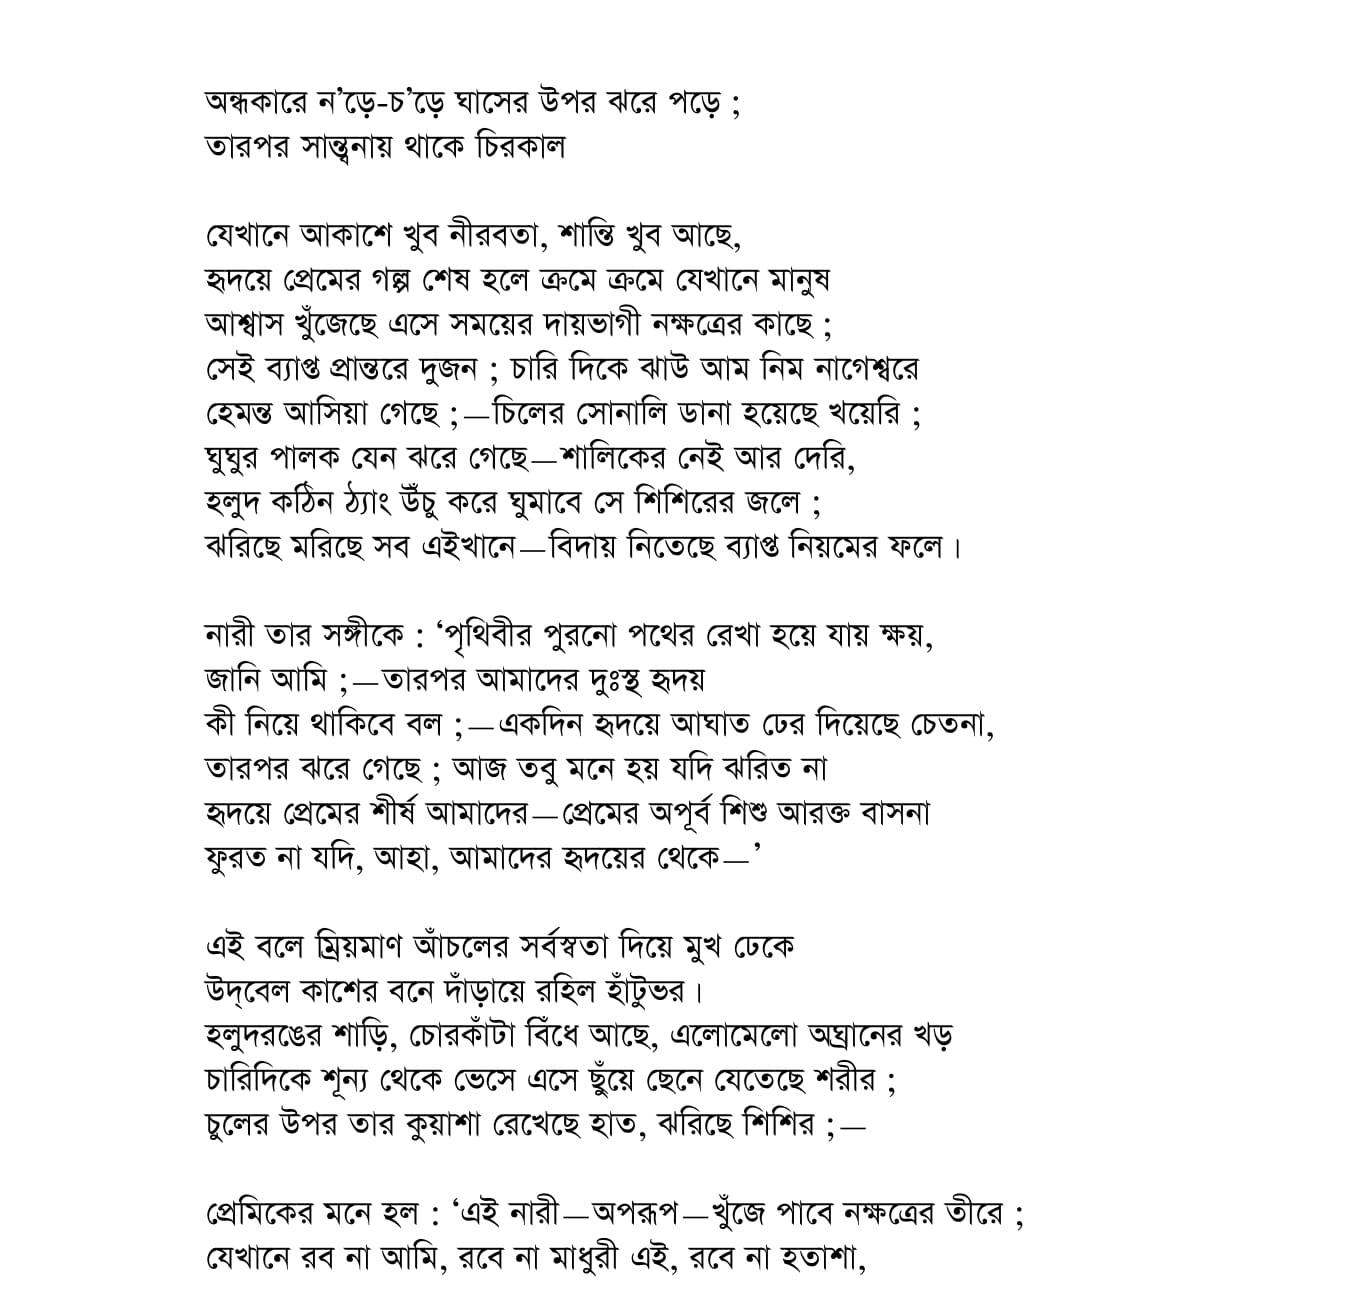 অন্ধকারে ন’ড়ে-চ’ড়ে ঘাসের উপর ঝরে পড়ে ;
তারপর সান্ত্বনায় থাকে চিরকাল
যেখানে আকাশে খুব নীরবতা, শান্তি খুব আছে,
হৃদয়ে প্রেমের গল্প শেষ হলে ক্রমে ক্রমে যেখানে মানুষ
আশ্বাস খুঁজেছে এসে সময়ের দায়ভাগী নক্ষত্রের কাছে ;
সেই ব্যাপ্ত প্রান্তরে দুজন ; চারি দিকে ঝাউ আম নিম নাগেশ্বরে
হেমন্ত আসিয়া গেছে ;—চিলের সোনালি ডানা হয়েছে খয়েরি ;
ঘুঘুর পালক যেন ঝরে গেছে—শালিকের নেই আর দেরি,
হলুদ কঠিন ঠ্যাং উঁচু করে ঘুমাবে সে শিশিরের জলে ;
ঝরিছে মরিছে সব এইখানে—বিদায় নিতেছে ব্যাপ্ত নিয়মের ফলে।
নারী তার সঙ্গীকে : ‘পৃথিবীর পুরনো পথের রেখা হয়ে যায় ক্ষয়,
জানি আমি ;—তারপর আমাদের দুঃস্থ হৃদয়
কী নিয়ে থাকিবে বল ;—একদিন হৃদয়ে আঘাত ঢের দিয়েছে চেতনা,
তারপর ঝরে গেছে ; আজ তবু মনে হয় যদি ঝরিত না
হৃদয়ে প্রেমের শীর্ষ আমাদের—প্রেমের অপূর্ব শিশু আরক্ত বাসনা
ফুরত না যদি, আহা, আমাদের হৃদয়ের থেকে—’
এই বলে ম্রিয়মাণ আঁচলের সর্বস্বতা দিয়ে মুখ ঢেকে
উদ্‌বেল কাশের বনে দাঁড়ায়ে রহিল হাঁটুভর।
হলুদরঙের শাড়ি, চোরকাঁটা বিঁধে আছে, এলোমেলো অঘ্রানের খড়
চারিদিকে শূন্য থেকে ভেসে এসে ছুঁয়ে ছেনে যেতেছে শরীর ;
চুলের উপর তার কুয়াশা রেখেছে হাত, ঝরিছে শিশির ;—
প্রেমিকের মনে হল : ‘এই নারী—অপরূপ—খুঁজে পাবে নক্ষত্রের তীরে ;
যেখানে রব না আমি, রবে না মাধুরী এই, রবে না হতাশা,